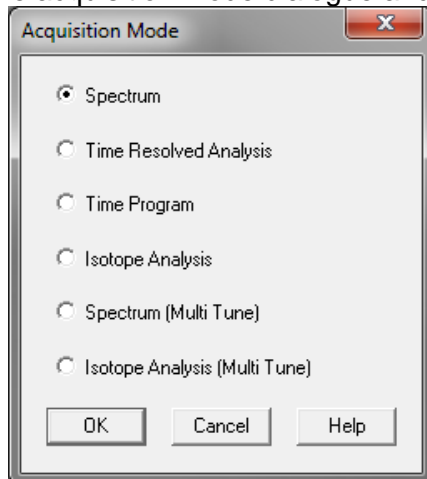 Acquisition Mode
Spectrum
Time Resolved Analysis
Time Program
Isotope Analysis
Spectrum (Multi Tune)
Isotope Analysis (Multi Tune)
OK Cancel Help